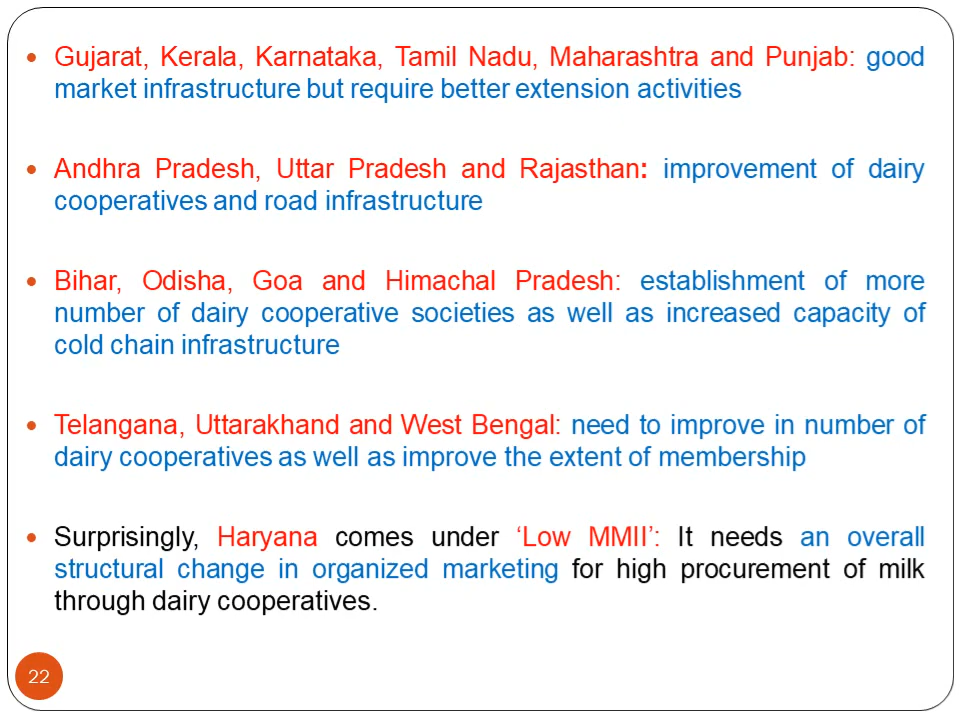 • Gujarat, Kerala, Karnataka, Tamil Nadu, Maharashtra and Punjab: good
market infrastructure but require better extension activities
• Andhra Pradesh, Uttar Pradesh and Rajasthan: improvement of dairy
cooperatives and road infrastructure
• Bihar, Odisha, Goa and Himachal Pradesh: establishment of more
number of dairy cooperative societies as well as increased capacity of
cold chain infrastructure
• Telangana, Uttarakhand and West Bengal: need to improve in number of
dairy cooperatives as well as improve the extent of membership
• Surprisingly, Haryana comes under ‘Low MMII’: It needs an overall
structural change in organized marketing for high procurement of milk
through dairy cooperatives.
22